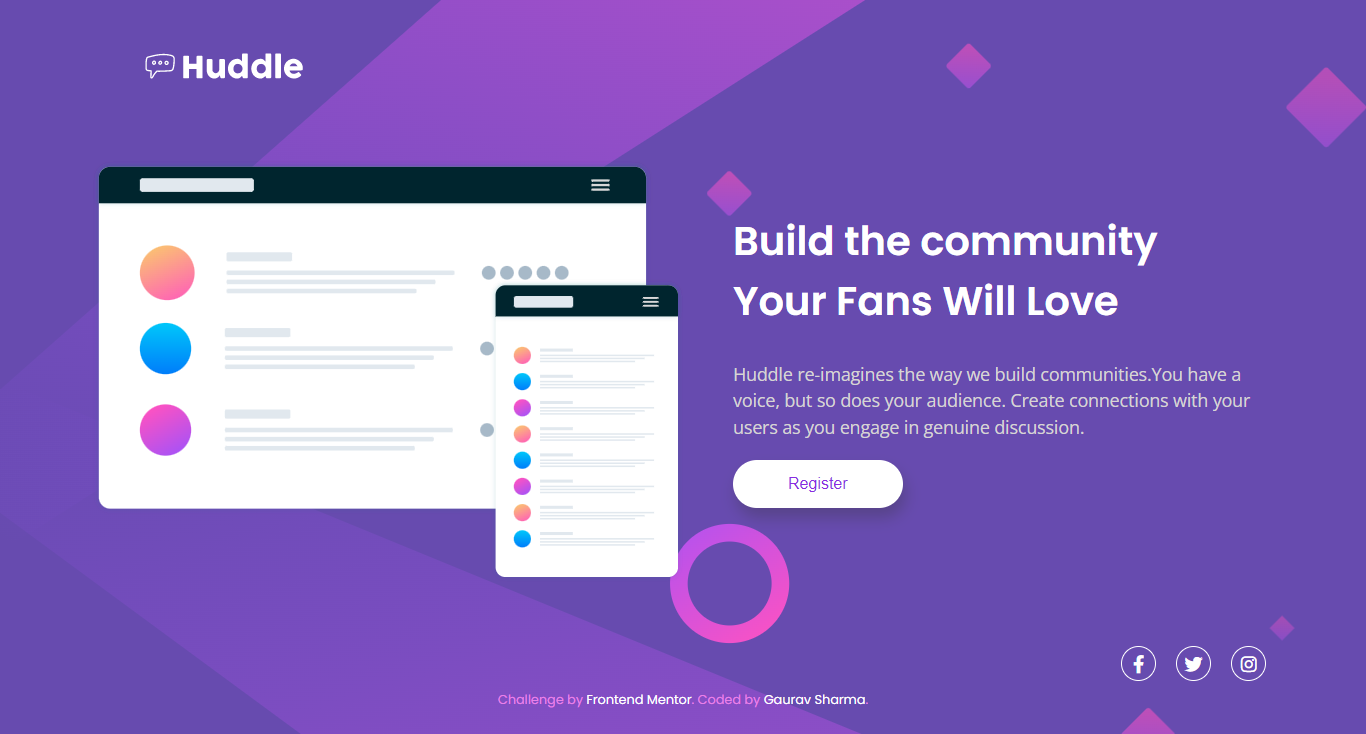 Huddle
Build the community
Your Fans Will Love
Huddle re-imagines the way we build communities.You have a
voice, but so does your audience. Create connections with your
users as you engage in genuine discussion.
Register
Challenge by Frontend Mentor. Coded by Gaurav Sharma.